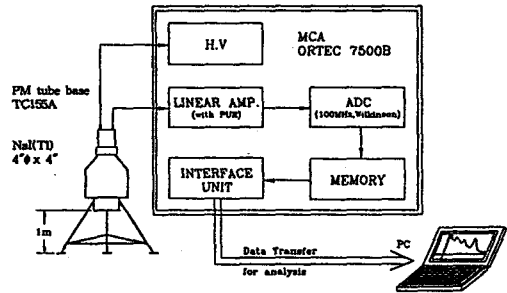 MCA
ORTEC 7500B
H.V
PM tube base
TC155A
LINEAR AMP.
(with PUR)
ADC
(100MHz,Wilkinson)
NaI(Tl)
4"φ x 4"
INTERFACE
UNIT
MEMORY
1m
Data Transfer
for analysis
PC